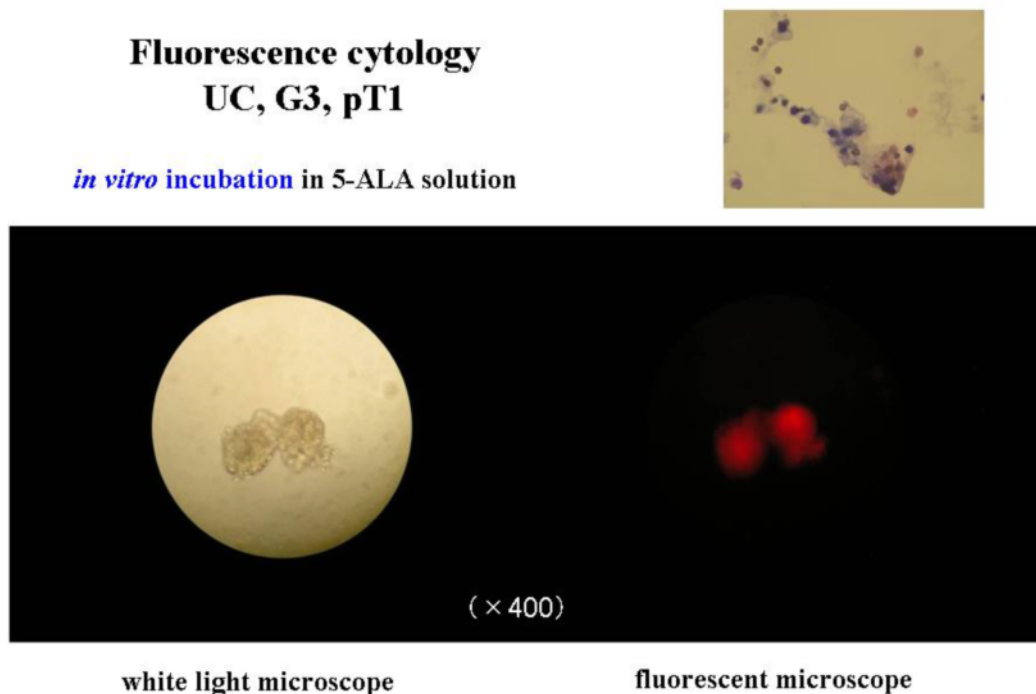 Fluorescence cytology
UC, G3, pT1
in vitro incubation in 5-ALA solution
(×400)
white light microscope
fluorescent microscope